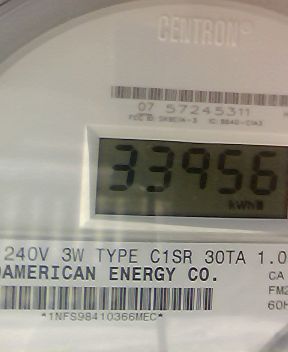 CENTRON®
07 57245311
33956
kWh
240V 3W TYPE C1SR 30TA 1.0
AMERICAN ENERGY CO.
CA
FM2
60H
*1NFS98410366MEC*